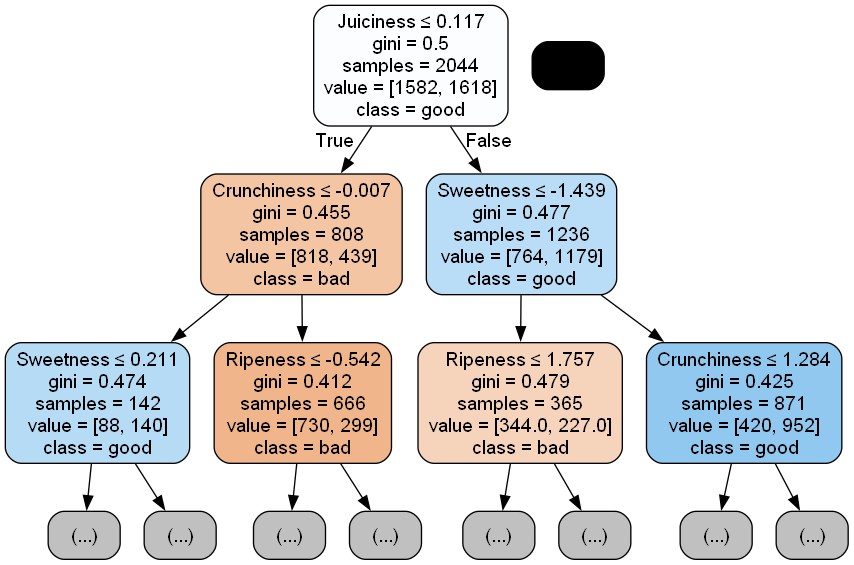 Juiciness ≤ 0.117
gini = 0.5
samples = 2044
value = [1582, 1618]
class = good
True
False
Crunchiness ≤ -0.007
gini = 0.455
samples = 808
value = [818, 439]
class = bad
Sweetness ≤ -1.439
gini = 0.477
samples = 1236
value = [764, 1179]
class = good
Sweetness ≤ 0.211
gini = 0.474
samples = 142
value = [88, 140]
class = good
Ripeness ≤ -0.542
gini = 0.412
samples = 666
value = [730, 299]
class = bad
Ripeness ≤ 1.757
gini = 0.479
samples = 365
value = [344.0, 227.0]
class = bad
Crunchiness ≤ 1.284
gini = 0.425
samples = 871
value = [420, 952]
class = good
(...)
(...)
(...)
(...)
(...)
(...)
(...)
(...)